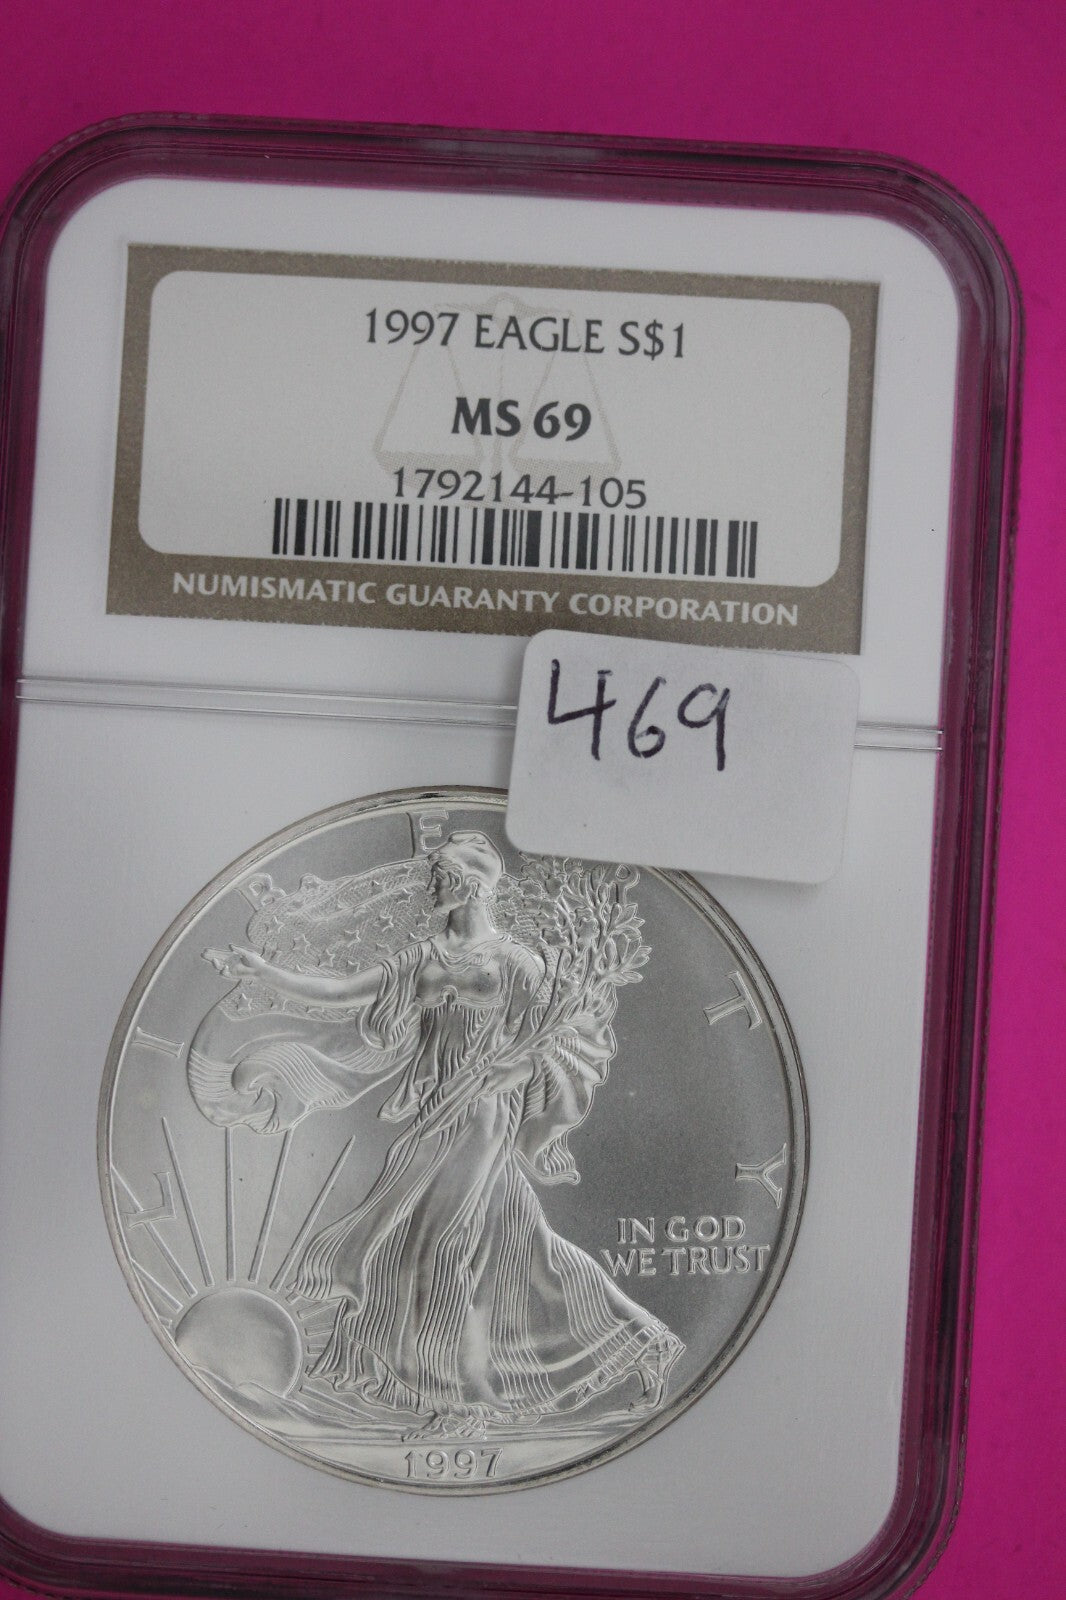 1997 EAGLE S$1
MS 69
1792144-105
NUMISMATIC GUARANTY CORPORATION
469
LIBERTY
IN GOD
WE TRUST
1997